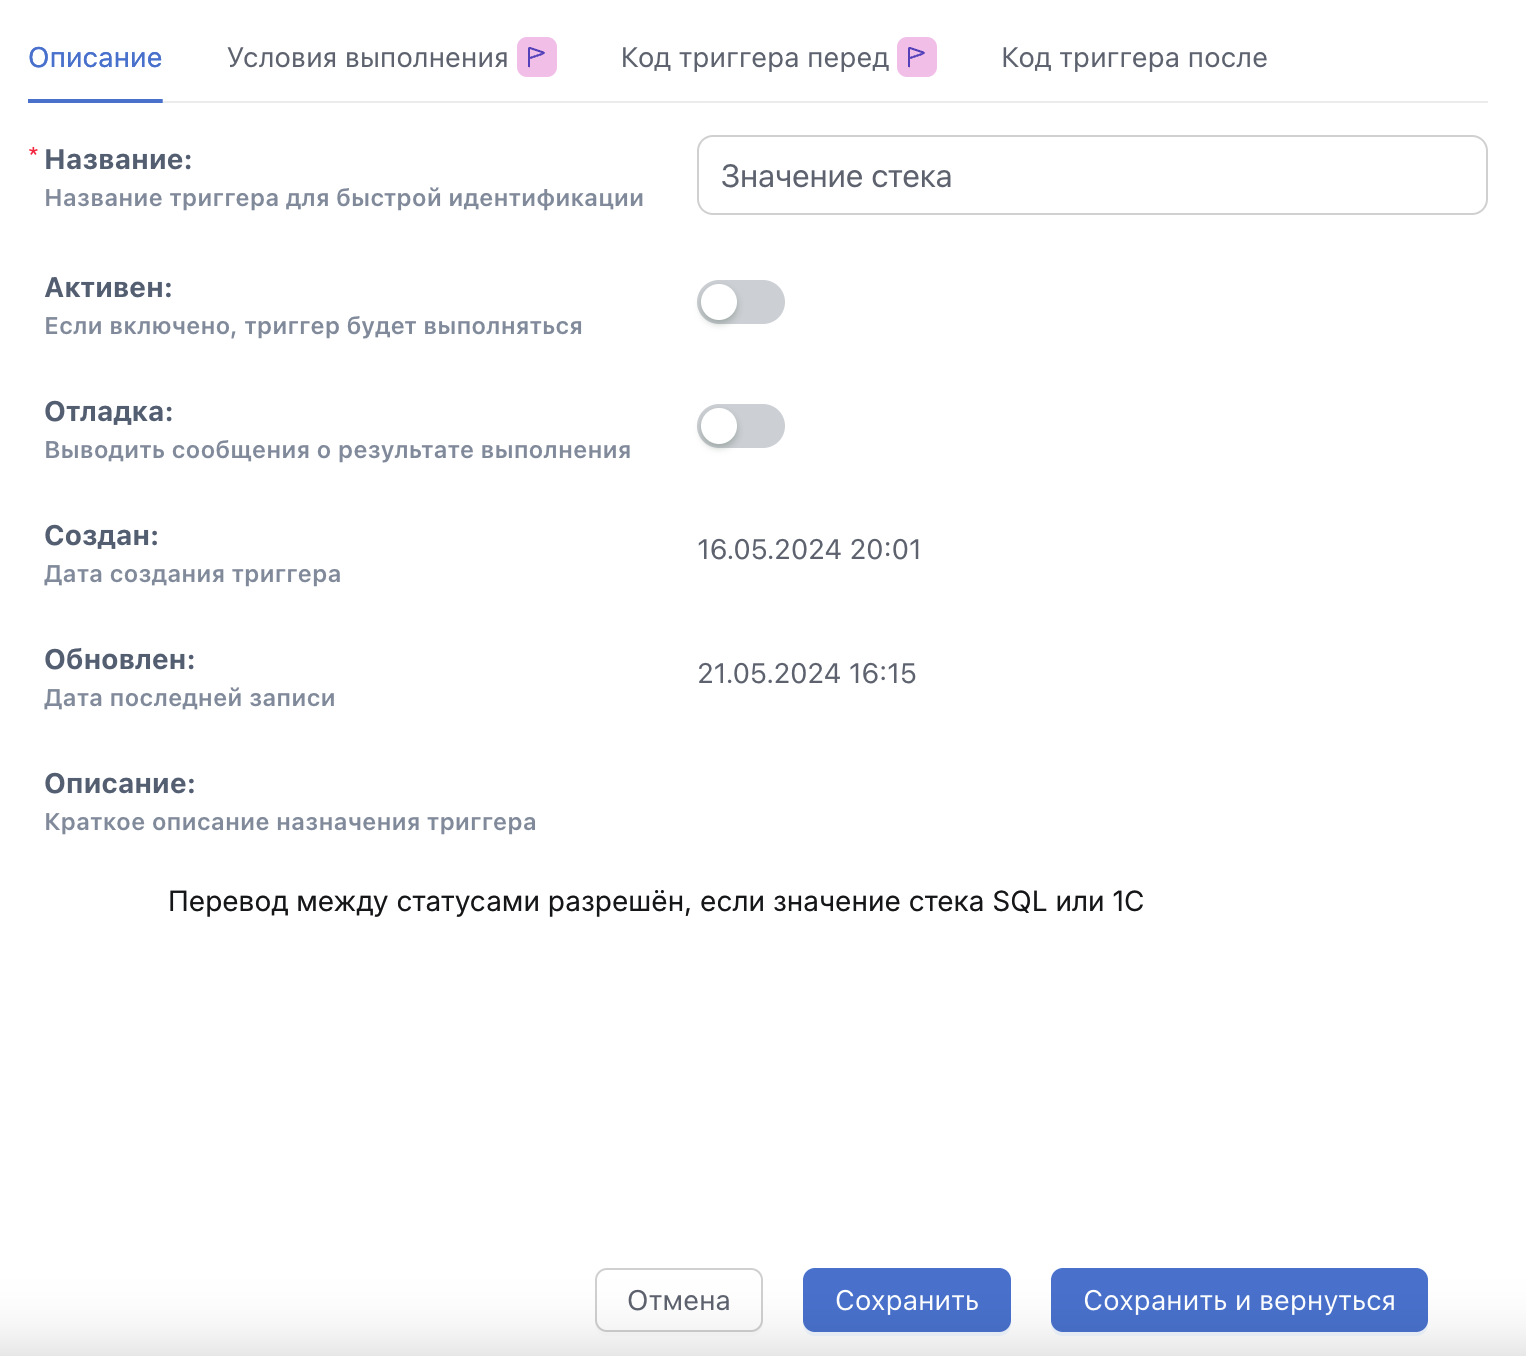 Описание Условия выполнения Код триггера перед Код триггера после
* Название:
Название триггера для быстрой идентификации
Значение стека
Активен:
Если включено, триггер будет выполняться
Отладка:
Выводить сообщения о результате выполнения
Создан:
Дата создания триггера
16.05.2024 20:01
Обновлен:
Дата последней записи
21.05.2024 16:15
Описание:
Краткое описание назначения триггера
Перевод между статусами разрешён, если значение стека SQL или 1С
Отмена Сохранить Сохранить и вернуться